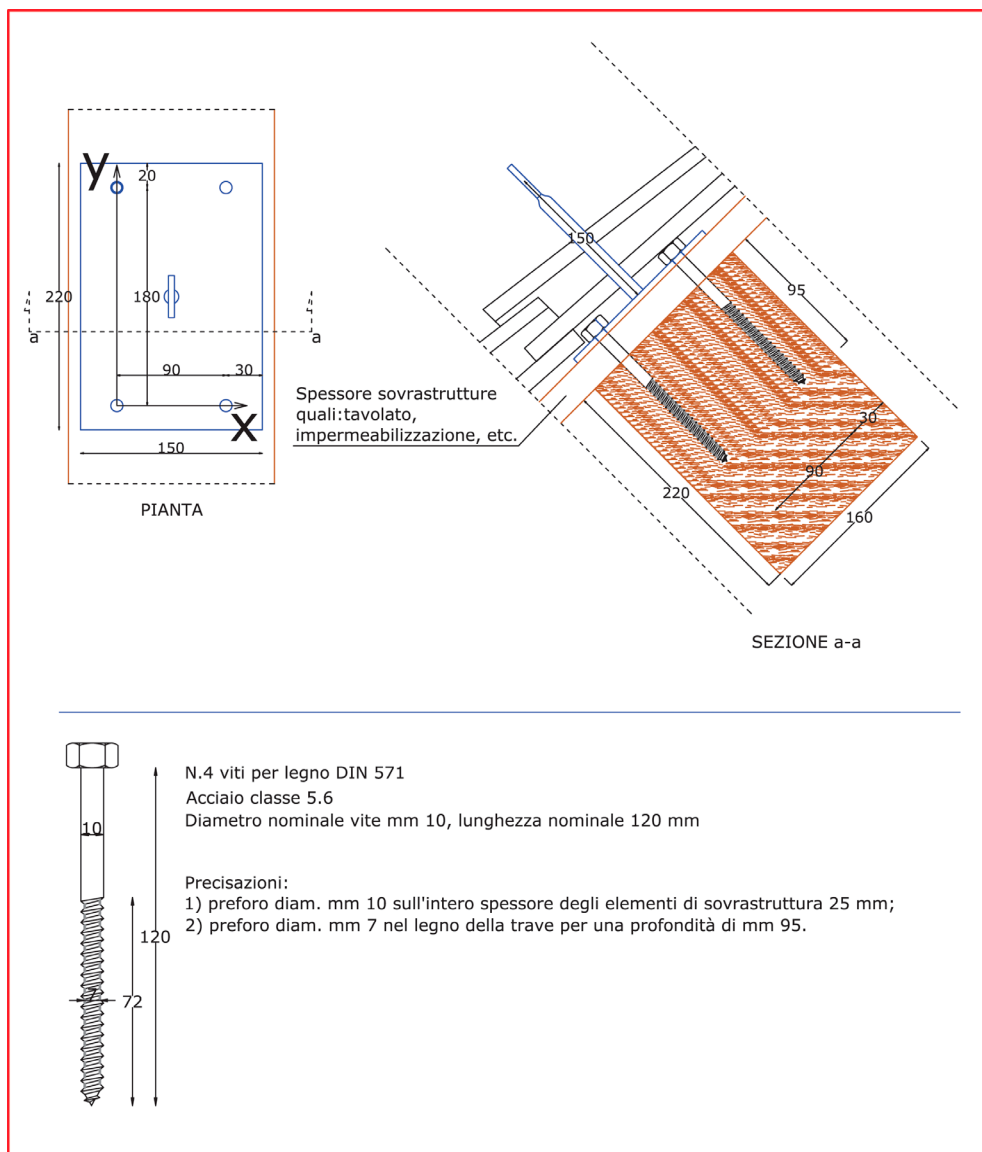 y
20
220
180
a
a
90
30
x
150
PIANTA
150
95
Spessore sovrastrutture
quali:tavolato,
impermeabilizzazione, etc.
30
90
220
160
SEZIONE a-a
N.4 viti per legno DIN 571
Acciaio classe 5.6
Diametro nominale vite mm 10, lunghezza nominale 120 mm
10
Precisazioni:
1) preforo diam. mm 10 sull'intero spessore degli elementi di sovrastruttura 25 mm;
2) preforo diam. mm 7 nel legno della trave per una profondità di mm 95.
120
7
72